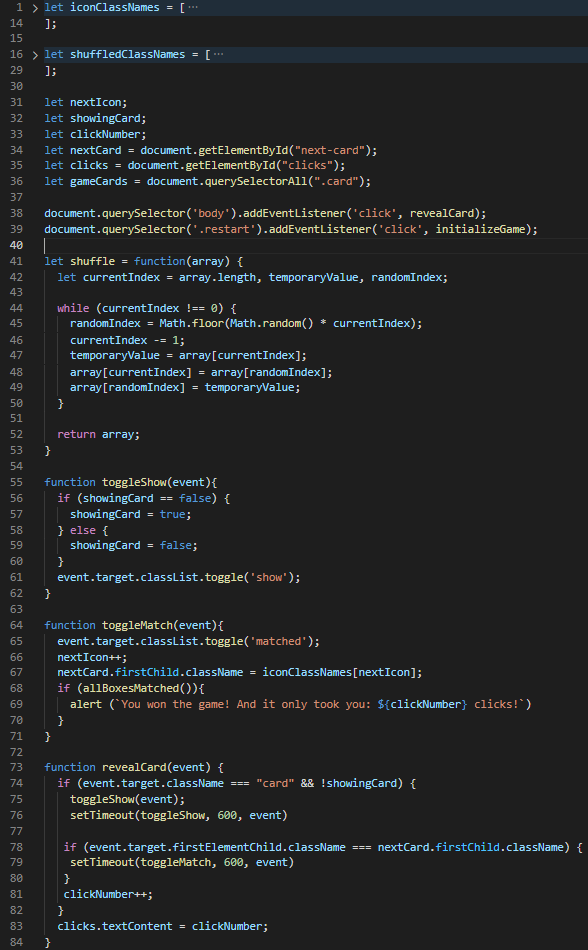 1 > let iconClassNames = [ ···
14 ];
15
16 > let shuffledClassNames = [ ···
29 ];
30
31 let nextIcon;
32 let showingCard;
33 let clickNumber;
34 let nextCard = document.getElementById("next-card");
35 let clicks = document.getElementById("clicks");
36 let gameCards = document.querySelectorAll(".card");
37
38 document.querySelector('body').addEventListener('click', revealCard);
39 document.querySelector('.restart').addEventListener('click', initializeGame);
40
41 let shuffle = function(array) {
42   let currentIndex = array.length, temporaryValue, randomIndex;
43
44   while (currentIndex !== 0) {
45     randomIndex = Math.floor(Math.random() * currentIndex);
46     currentIndex -= 1;
47     temporaryValue = array[currentIndex];
48     array[currentIndex] = array[randomIndex];
49     array[randomIndex] = temporaryValue;
50   }
51
52   return array;
53 }
54
55 function toggleShow(event){
56   if (showingCard == false) {
57     showingCard = true;
58   } else {
59     showingCard = false;
60   }
61   event.target.classList.toggle('show');
62 }
63
64 function toggleMatch(event){
65   event.target.classList.toggle('matched');
66   nextIcon++;
67   nextCard.firstChild.className = iconClassNames[nextIcon];
68   if (allBoxesMatched()){
69     alert (`You won the game! And it only took you: ${clickNumber} clicks!`)
70   }
71 }
72
73 function revealCard(event) {
74   if (event.target.className === "card" && !showingCard) {
75     toggleShow(event);
76     setTimeout(toggleShow, 600, event)
77
78    if (event.target.firstElementChild.className === nextCard.firstChild.className) {
79     setTimeout(toggleMatch, 600, event)
80    }
81    clickNumber++;
82   }
83   clicks.textContent = clickNumber;
84 }